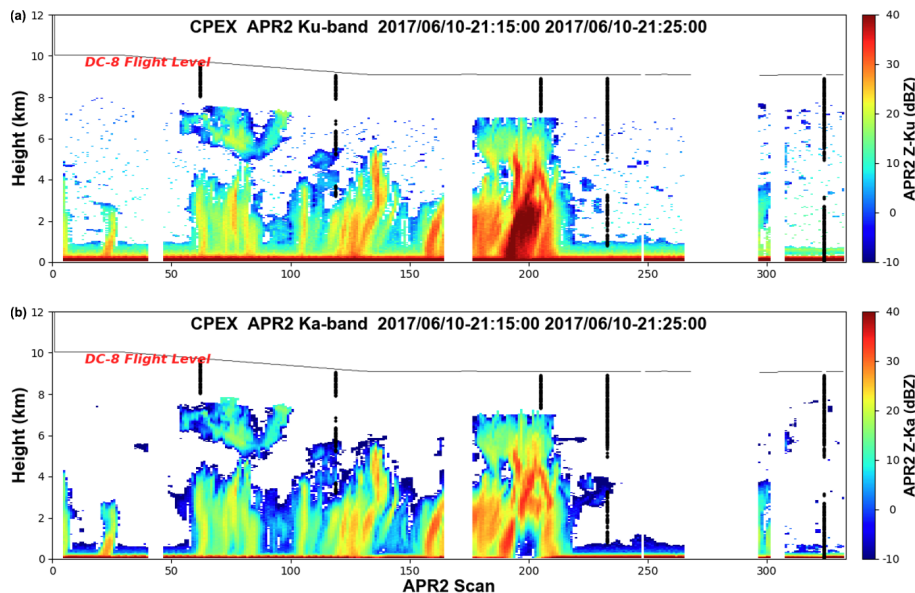 (a)
CPEX APR2 Ku-band 2017/06/10-21:15:00 2017/06/10-21:25:00
DC-8 Flight Level
Height (km)
12
10
8
6
4
2
0
0 50 100 150 200 250 300
40
30
20
10
0
-10
APR2 Z-Ku (dBZ)
(b)
CPEX APR2 Ka-band 2017/06/10-21:15:00 2017/06/10-21:25:00
DC-8 Flight Level
Height (km)
12
10
8
6
4
2
0
0 50 100 150 200 250 300
APR2 Scan
40
30
20
10
0
-10
APR2 Z-Ka (dBZ)